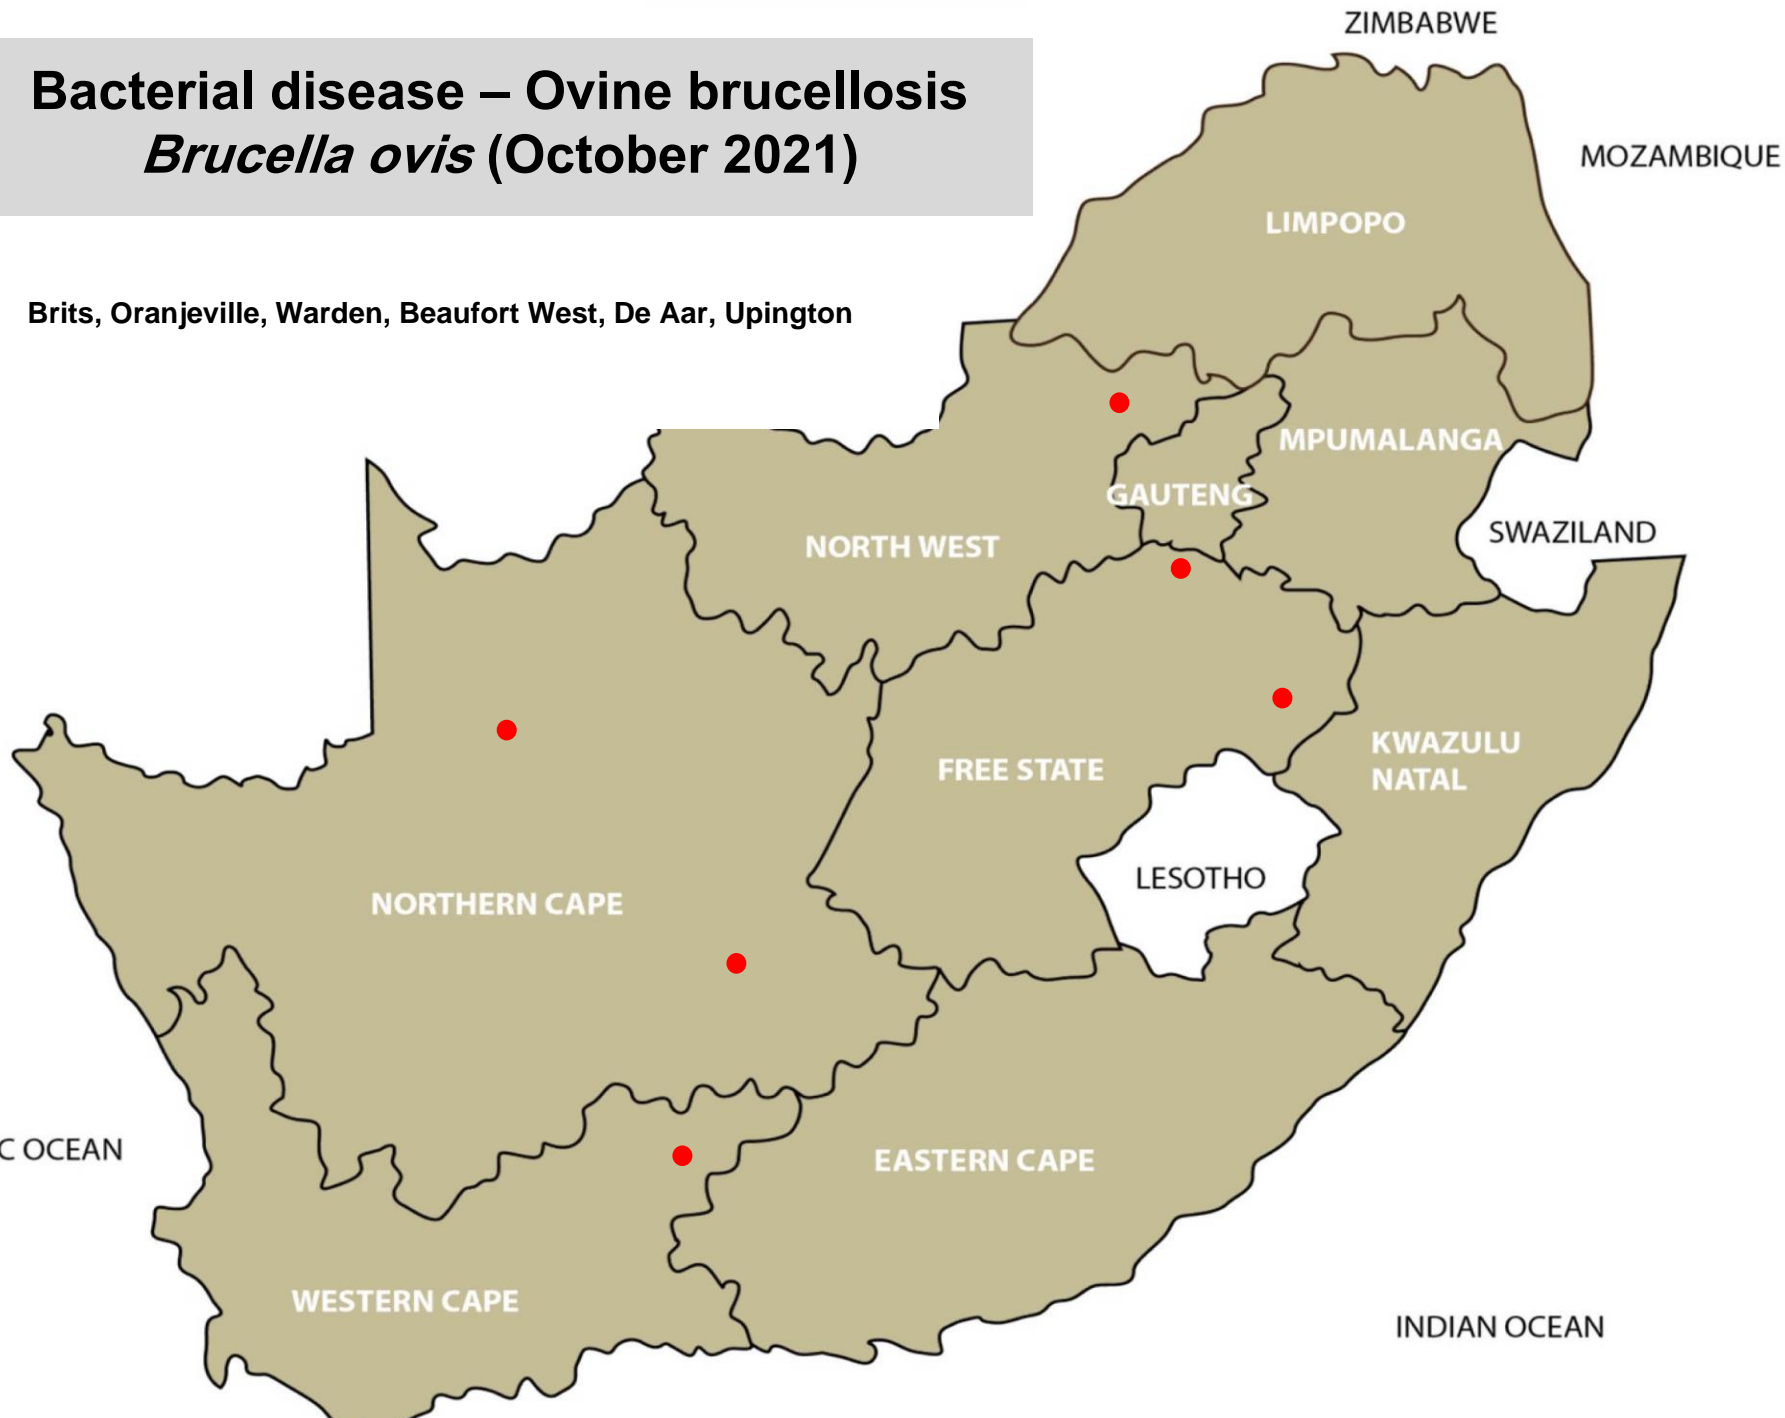 ZIMBABWE
Bacterial disease – Ovine brucellosis
Brucella ovis (October 2021)
MOZAMBIQUE
LIMPOPO
Brits, Oranjeville, Warden, Beaufort West, De Aar, Upington
MPUMALANGA
GAUTENG
SWAZILAND
NORTH WEST
KWAZULU
NATAL
FREE STATE
LESOTHO
NORTHERN CAPE
C OCEAN
EASTERN CAPE
WESTERN CAPE
INDIAN OCEAN